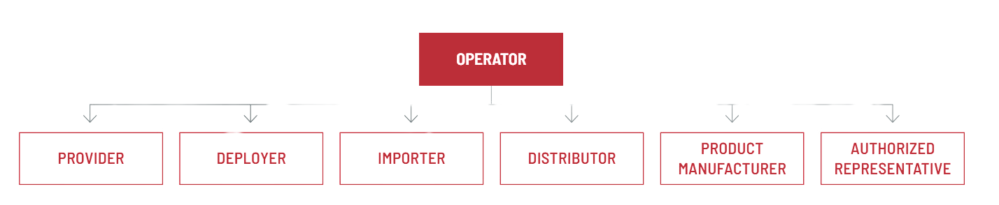 OPERATOR
PROVIDER
DEPLOYER
IMPORTER
DISTRIBUTOR
PRODUCT
MANUFACTURER
AUTHORIZED
REPRESENTATIVE